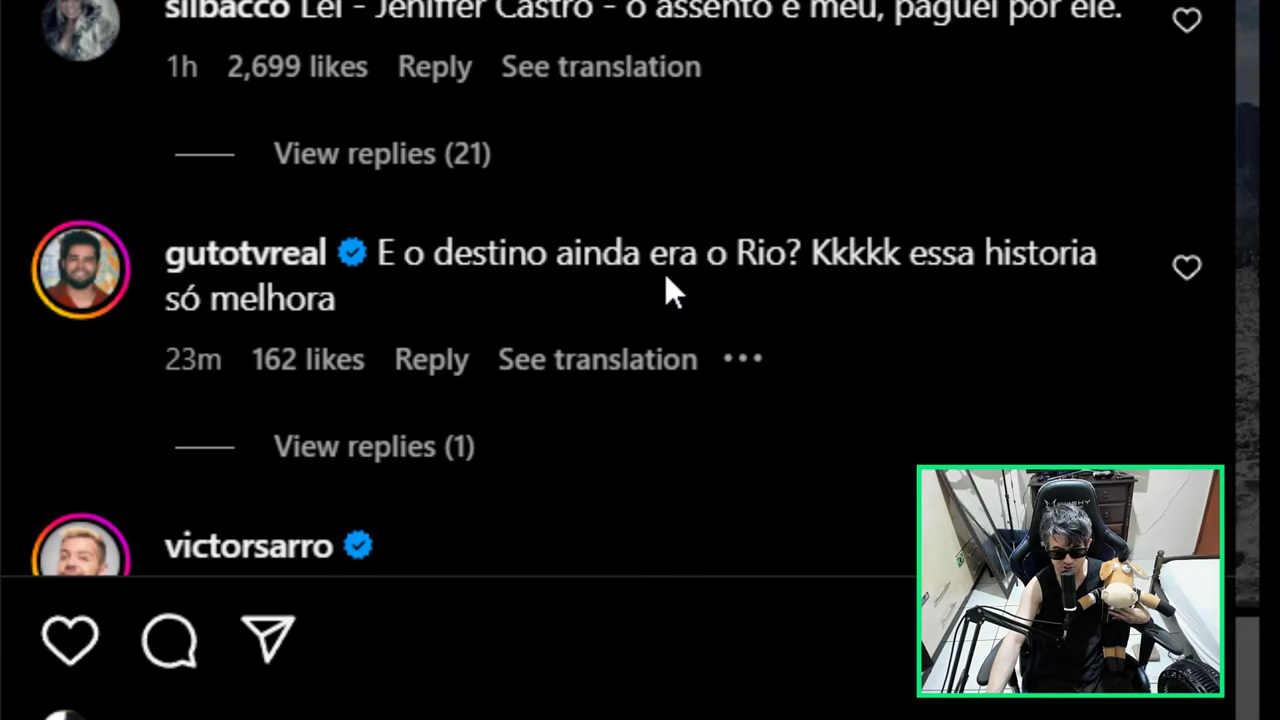 silbacco Lei - Jeniffer Castro - o assento é meu, paguei por ele.
1h 2,699 likes Reply See translation
View replies (21)
gutotvreal E o destino ainda era o Rio? Kkkkk essa historia
só melhora
23m 162 likes Reply See translation •••
View replies (1)
victorsarro